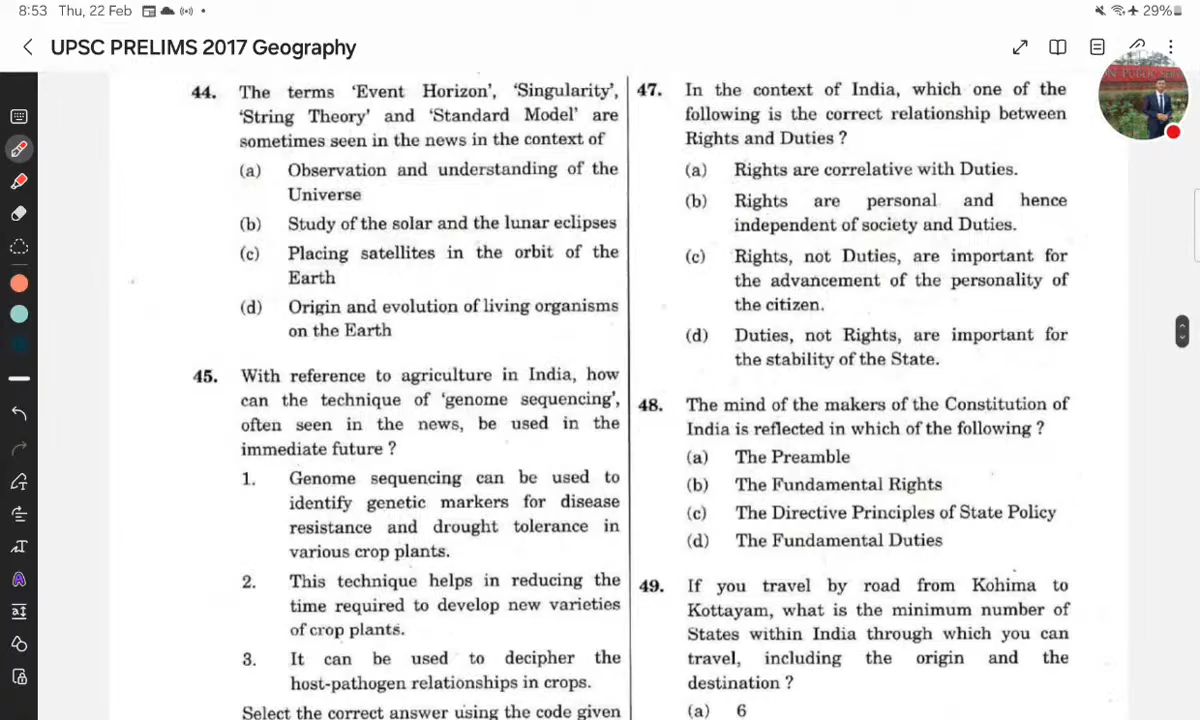 8:53 Thu, 22 Feb
29%
UPSC PRELIMS 2017 Geography
44. The terms ‘Event Horizon’, ‘Singularity’,
‘String Theory’ and ‘Standard Model’ are
sometimes seen in the news in the context of
(a) Observation and understanding of the
Universe
(b) Study of the solar and the lunar eclipses
(c) Placing satellites in the orbit of the
Earth
(d) Origin and evolution of living organisms
on the Earth
45. With reference to agriculture in India, how
can the technique of ‘genome sequencing’,
often seen in the news, be used in the
immediate future ?
1. Genome sequencing can be used to
identify genetic markers for disease
resistance and drought tolerance in
various crop plants.
2. This technique helps in reducing the
time required to develop new varieties
of crop plants.
3. It can be used to decipher the
host-pathogen relationships in crops.
Select the correct answer using the code given
47. In the context of India, which one of the
following is the correct relationship between
Rights and Duties ?
(a) Rights are correlative with Duties.
(b) Rights are personal and hence
independent of society and Duties.
(c) Rights, not Duties, are important for
the advancement of the personality of
the citizen.
(d) Duties, not Rights, are important for
the stability of the State.
48. The mind of the makers of the Constitution of
India is reflected in which of the following ?
(a) The Preamble
(b) The Fundamental Rights
(c) The Directive Principles of State Policy
(d) The Fundamental Duties
49. If you travel by road from Kohima to
Kottayam, what is the minimum number of
States within India through which you can
travel, including the origin and the
destination ?
(a) 6